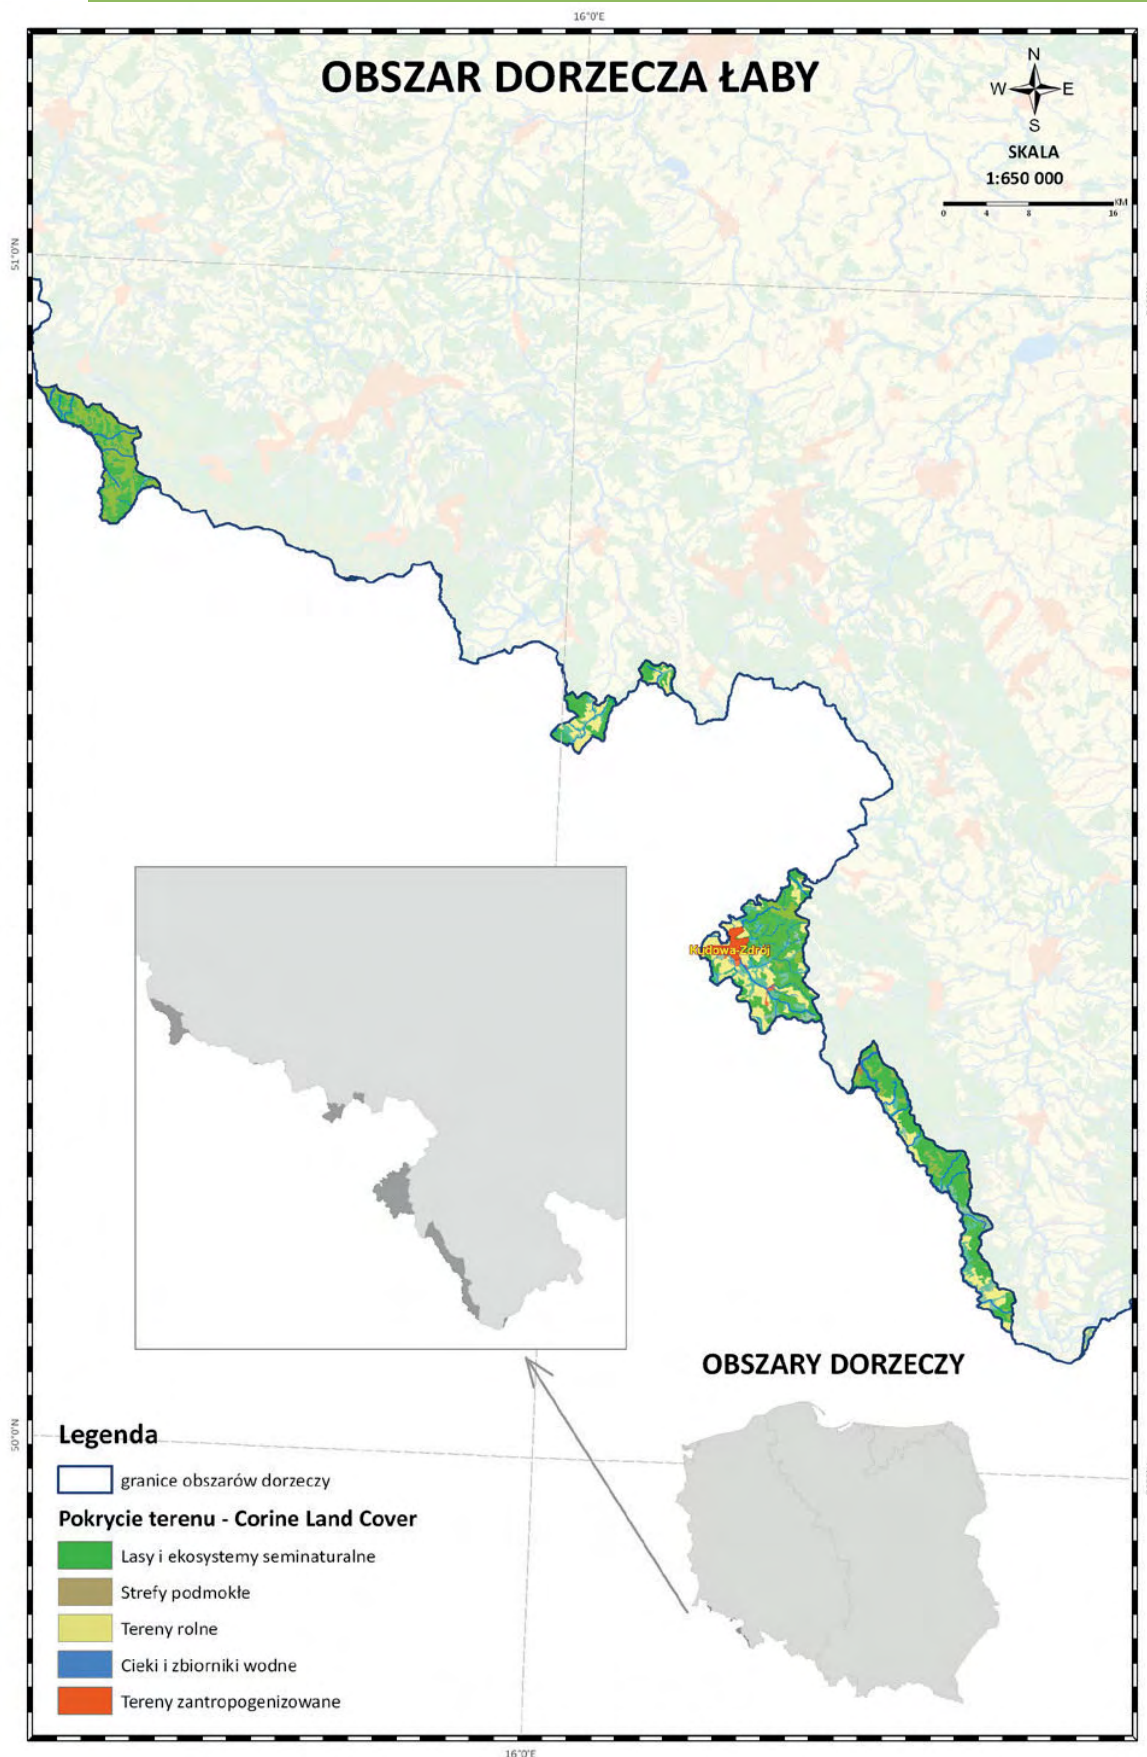 16°0'E
OBSZAR DORZECZA ŁABY
N
W E
S
SKALA
1:650 000
KM
0 4 8 16
51°0'N
Kudowa-Zdrój
OBSZARY DORZECZY
50°0'N
Legenda
granice obszarów dorzeczy
Pokrycie terenu - Corine Land Cover
Lasy i ekosystemy seminaturalne
Strefy podmokłe
Tereny rolne
Cieki i zbiorniki wodne
Tereny zantropogenizowane
16°0'E